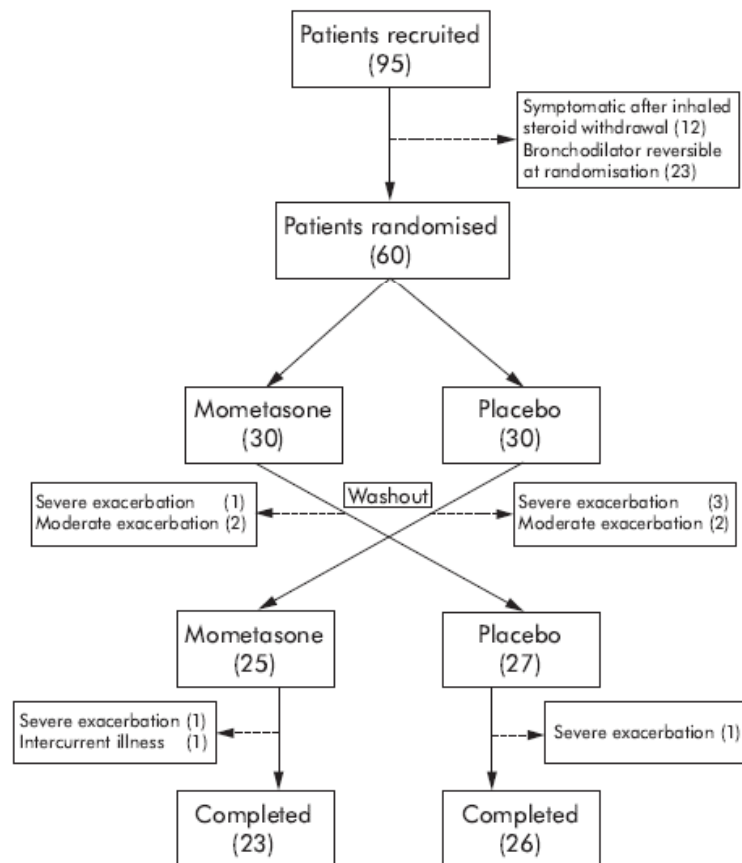 Patients recruited
(95)
Symptomatic after inhaled
steroid withdrawal (12)
Bronchodilator reversible
at randomisation (23)
Patients randomised
(60)
Mometasone
(30)
Placebo
(30)
Severe exacerbation (1)
Moderate exacerbation (2)
Washout
Severe exacerbation (3)
Moderate exacerbation (2)
Mometasone
(25)
Placebo
(27)
Severe exacerbation (1)
Intercurrent illness (1)
Severe exacerbation (1)
Completed
(23)
Completed
(26)